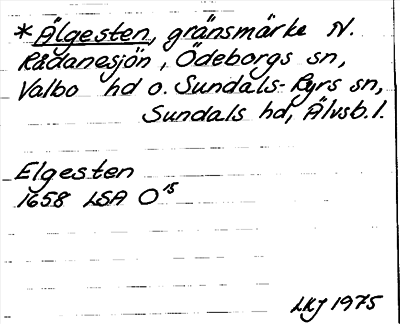 *Älgesten, gränsmärke N.
Rådanesjön, Ödeborgs sn,
Valbo hd o. Sundals-Ryrs sn,
Sundals hd, Älvsb.l.
Elgesten
1658 LSA O¹⁵
LKJ 1975